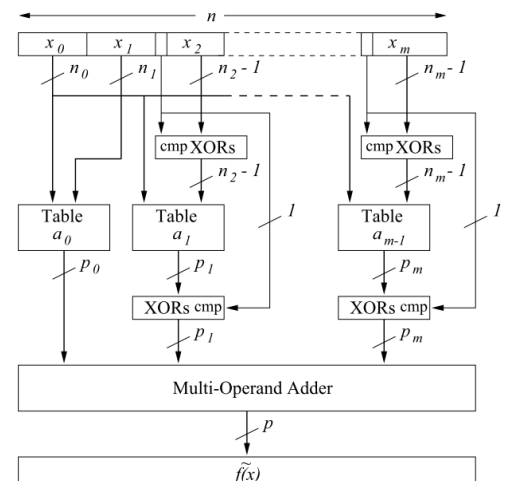 n
x0 x1 x2 xm
n0 n1 n2-1 nm-1
cmp XORs cmp XORs
n2-1 nm-1
1 1
Table Table Table
a0 a1 am-1
p0 p1 pm
XORs cmp XORs cmp
p1 pm
Multi-Operand Adder
p
f̃(x)